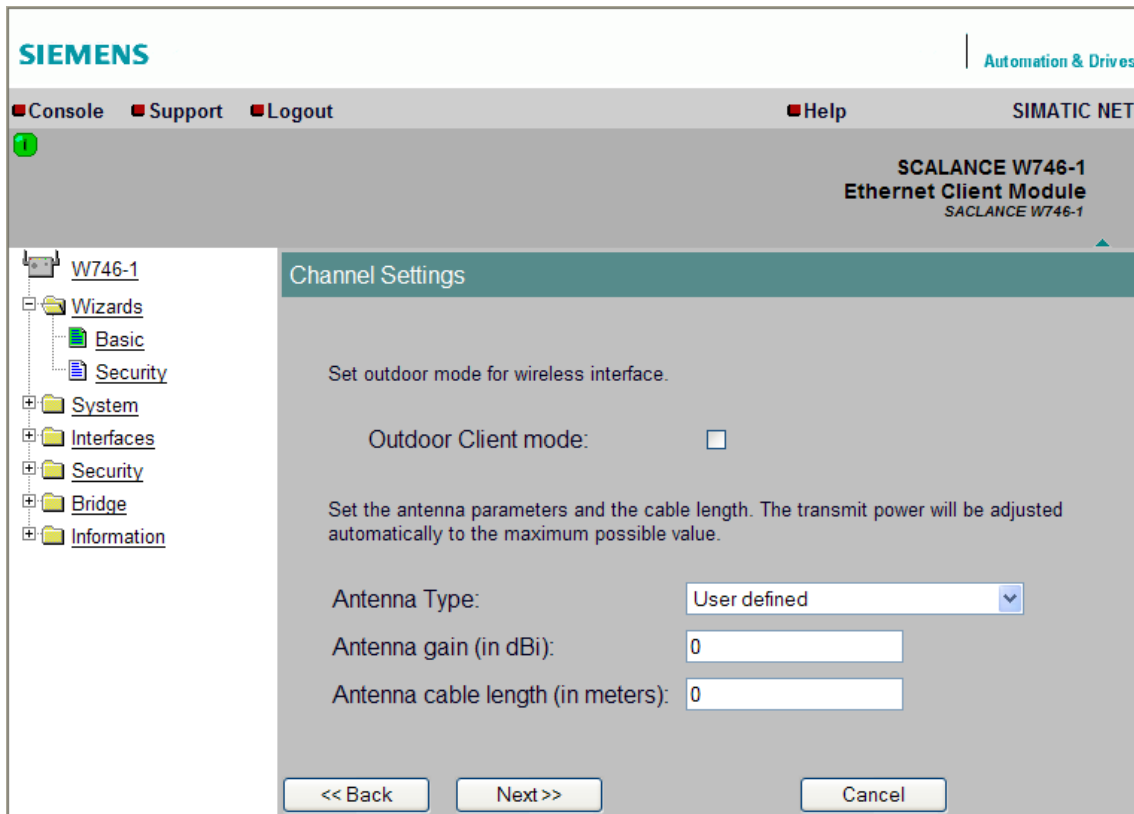 SIEMENS
Automation & Drives
Console Support Logout Help SIMATIC NET
i
SCALANCE W746-1
Ethernet Client Module
SACLANCE W746-1
W746-1
Wizards
Basic
Security
System
Interfaces
Security
Bridge
Information
Channel Settings
Set outdoor mode for wireless interface.
Outdoor Client mode:
Set the antenna parameters and the cable length. The transmit power will be adjusted
automatically to the maximum possible value.
Antenna Type: User defined
Antenna gain (in dBi): 0
Antenna cable length (in meters): 0
<< Back Next >> Cancel